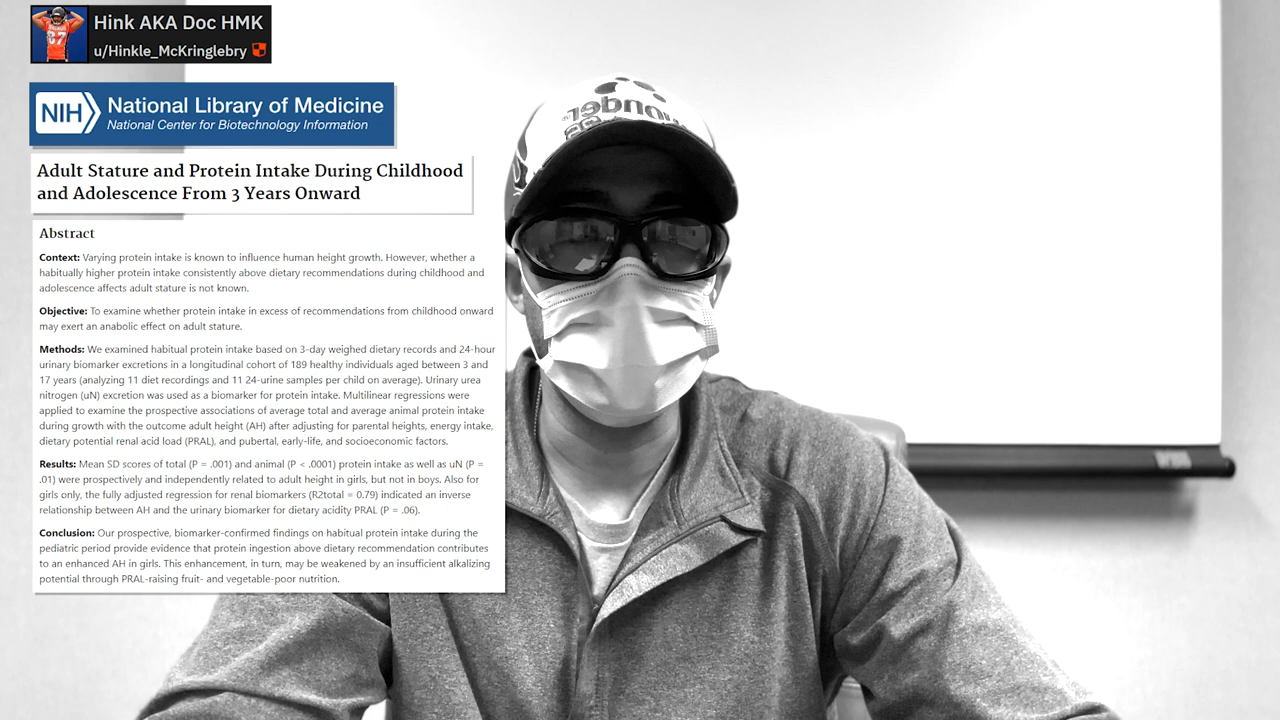 Hink AKA Doc HMK
u/Hinkle_McKringlebry
NIH
National Library of Medicine
National Center for Biotechnology Information
Adult Stature and Protein Intake During Childhood
and Adolescence From 3 Years Onward
Abstract
Context: Varying protein intake is known to influence human height growth. However, whether a
habitually higher protein intake consistently above dietary recommendations during childhood and
adolescence affects adult stature is not known.
Objective: To examine whether protein intake in excess of recommendations from childhood onward
may exert an anabolic effect on adult stature.
Methods: We examined habitual protein intake based on 3-day weighed dietary records and 24-hour
urinary biomarker excretions in a longitudinal cohort of 189 healthy individuals aged between 3 and
17 years (analyzing 11 diet recordings and 11 24-urine samples per child on average). Urinary urea
nitrogen (uN) excretion was used as a biomarker for protein intake. Multilinear regressions were
applied to examine the prospective associations of average total and average animal protein intake
during growth with the outcome adult height (AH) after adjusting for parental heights, energy intake,
dietary potential renal acid load (PRAL), and pubertal, early-life, and socioeconomic factors.
Results: Mean SD scores of total (P = .001) and animal (P < .0001) protein intake as well as uN (P =
.01) were prospectively and independently related to adult height in girls, but not in boys. Also for
girls only, the fully adjusted regression for renal biomarkers (R2total = 0.79) indicated an inverse
relationship between AH and the urinary biomarker for dietary acidity PRAL (P = .06).
Conclusion: Our prospective, biomarker-confirmed findings on habitual protein intake during the
pediatric period provide evidence that protein ingestion above dietary recommendation contributes
to an enhanced AH in girls. This enhancement, in turn, may be weakened by an insufficient alkalizing
potential through PRAL-raising fruit- and vegetable-poor nutrition.